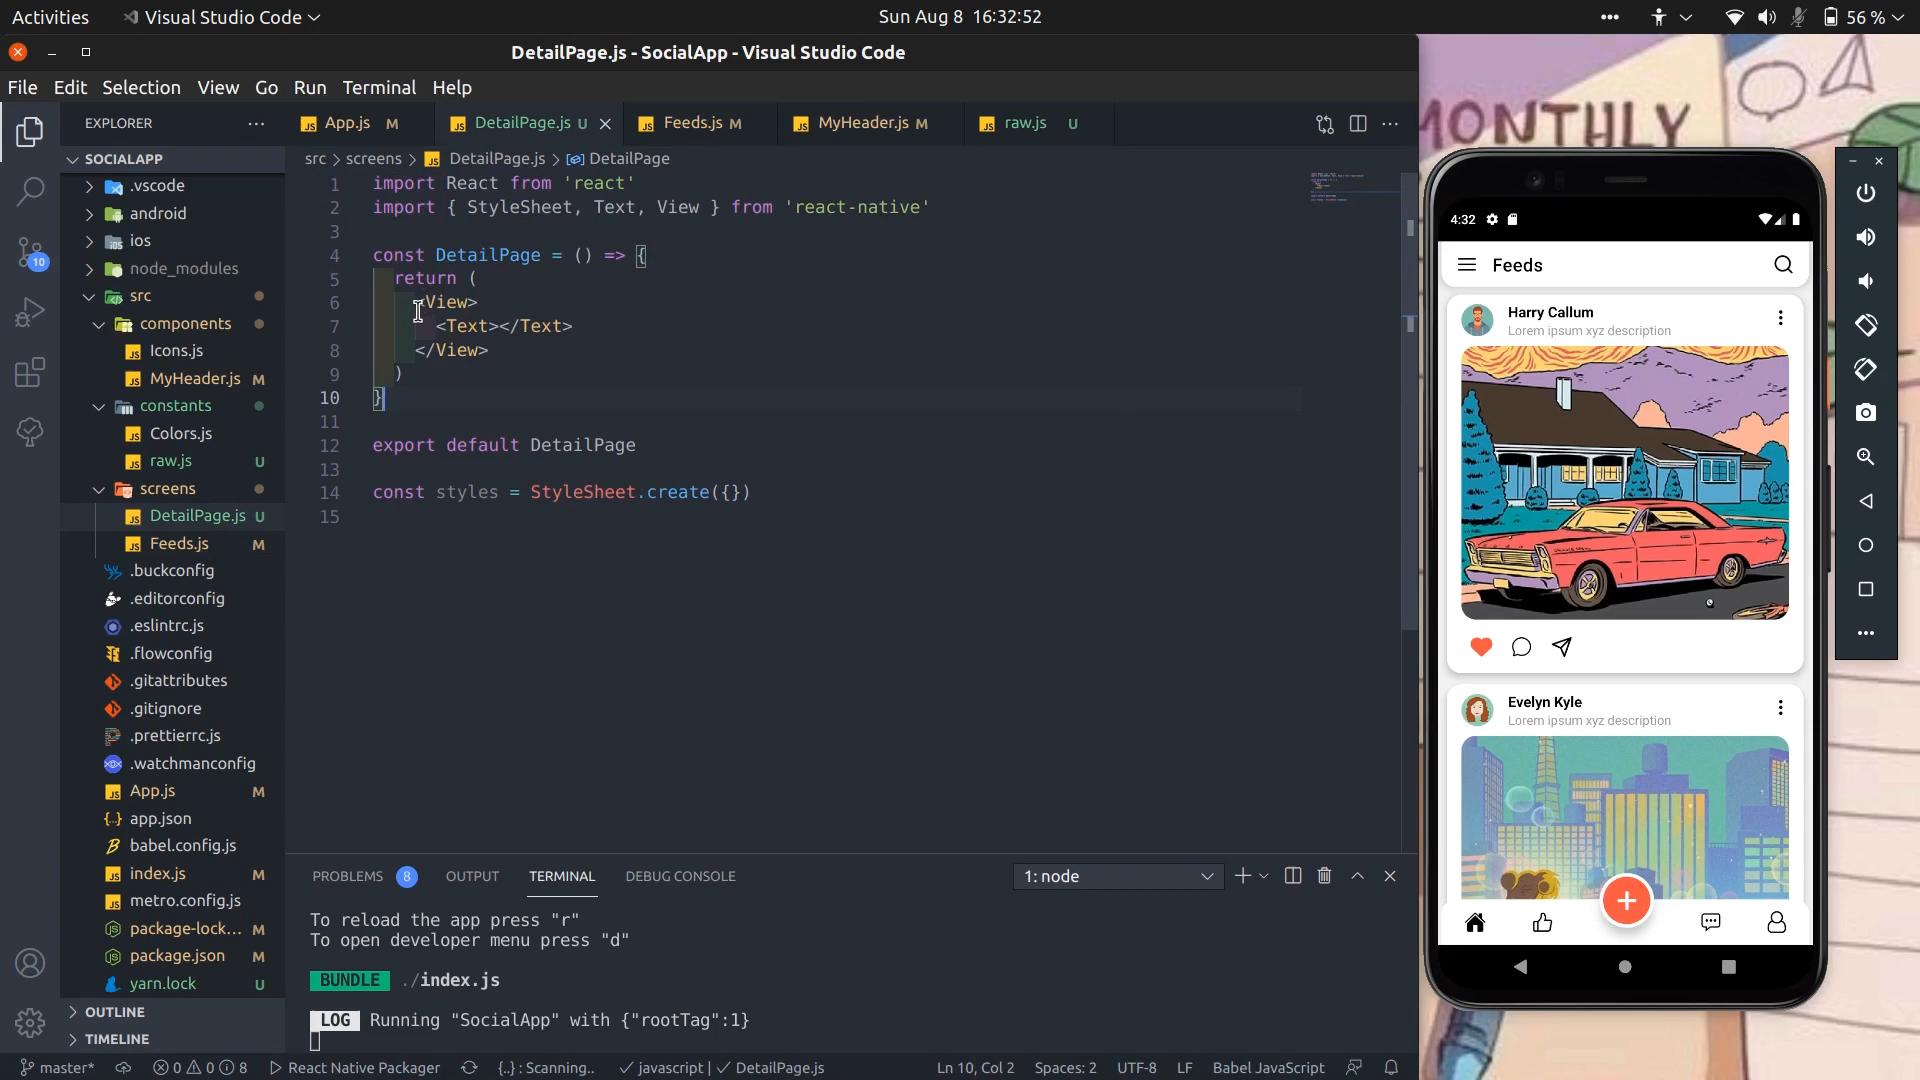 Activities
Visual Studio Code
Sun Aug 8 16:32:52
56 %
DetailPage.js - SocialApp - Visual Studio Code
File Edit Selection View Go Run Terminal Help
EXPLORER
App.js M
DetailPage.js U
Feeds.js M
MyHeader.js M
raw.js U
SOCIALAPP
.vscode
android
ios
node_modules
src
components
Icons.js
MyHeader.js M
constants
Colors.js
raw.js U
screens
DetailPage.js U
Feeds.js M
.buckconfig
.editorconfig
.eslintrc.js
.flowconfig
.gitattributes
.gitignore
.prettierrc.js
.watchmanconfig
App.js M
app.json
babel.config.js
index.js M
metro.config.js
package-lock... M
package.json M
yarn.lock U
OUTLINE
TIMELINE
10
src > screens > DetailPage.js > DetailPage
1 import React from 'react'
2 import { StyleSheet, Text, View } from 'react-native'
3
4 const DetailPage = () => {
5 return (
6 <View>
7 <Text></Text>
8 </View>
9 )
10 }
11
12 export default DetailPage
13
14 const styles = StyleSheet.create({})
15
PROBLEMS 8 OUTPUT TERMINAL DEBUG CONSOLE
1: node
To reload the app press "r"
To open developer menu press "d"
BUNDLE ./index.js
LOG Running "SocialApp" with {"rootTag":1}
master*
0 0 8
React Native Packager
{..} : Scanning..
javascript | DetailPage.js
Ln 10, Col 2
Spaces: 2
UTF-8
LF
Babel JavaScript
MONTHLY
4:32
Feeds
Harry Callum
Lorem ipsum xyz description
Evelyn Kyle
Lorem ipsum xyz description